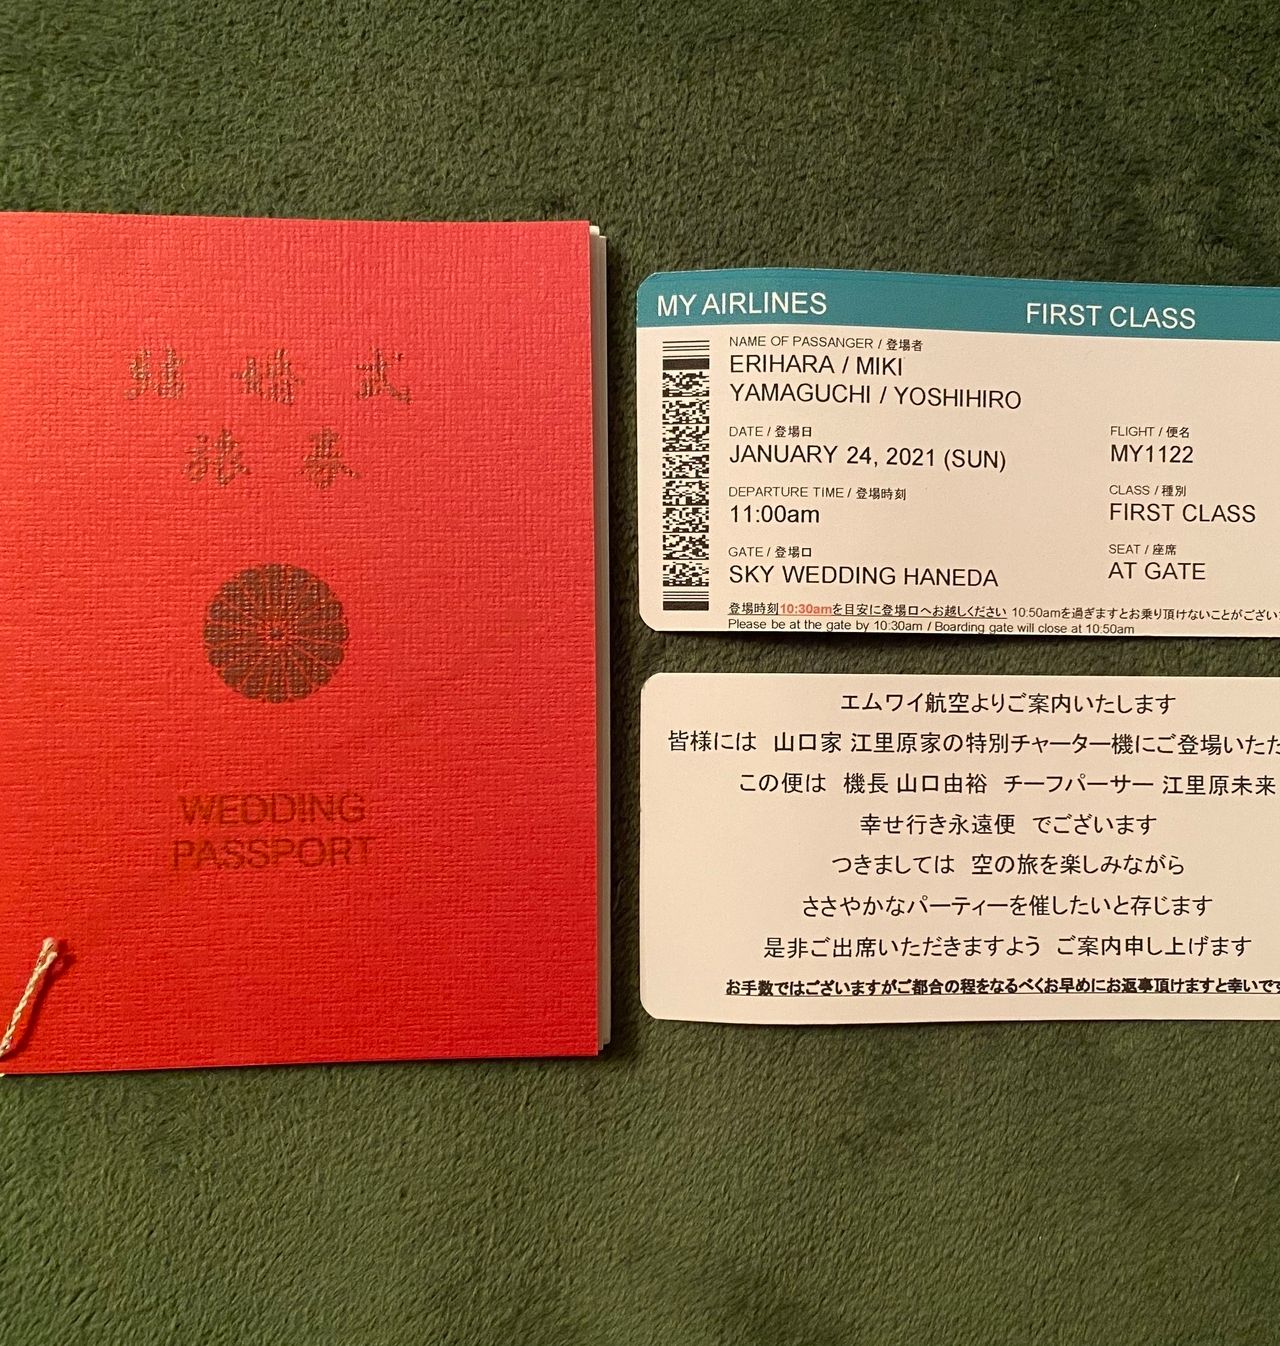 結婚式
旅券
WEDDING
PASSPORT
MY AIRLINES FIRST CLASS
NAME OF PASSANGER / 登場者
ERIHARA / MIKI
YAMAGUCHI / YOSHIHIRO
DATE / 登場日 FLIGHT / 便名
JANUARY 24, 2021 (SUN) MY1122
DEPARTURE TIME / 登場時刻 CLASS / 種別
11:00am FIRST CLASS
GATE / 登場口 SEAT / 座席
SKY WEDDING HANEDA AT GATE
登場時刻10:30amを目安に登場口へお越しください 10:50amを過ぎますとお乗り頂けないことがござい
Please be at the gate by 10:30am / Boarding gate will close at 10:50am
エムワイ航空よりご案内いたします
皆様には 山口家 江里原家の特別チャーター機にご登場いただ
この便は 機長 山口由裕 チーフパーサー 江里原未来
幸せ行き永遠便 でございます
つきましては 空の旅を楽しみながら
ささやかなパーティーを催したいと存じます
是非ご出席いただきますよう ご案内申し上げます
お手数ではございますがご都合の程をなるべくお早めにお返事頂けますと幸いです